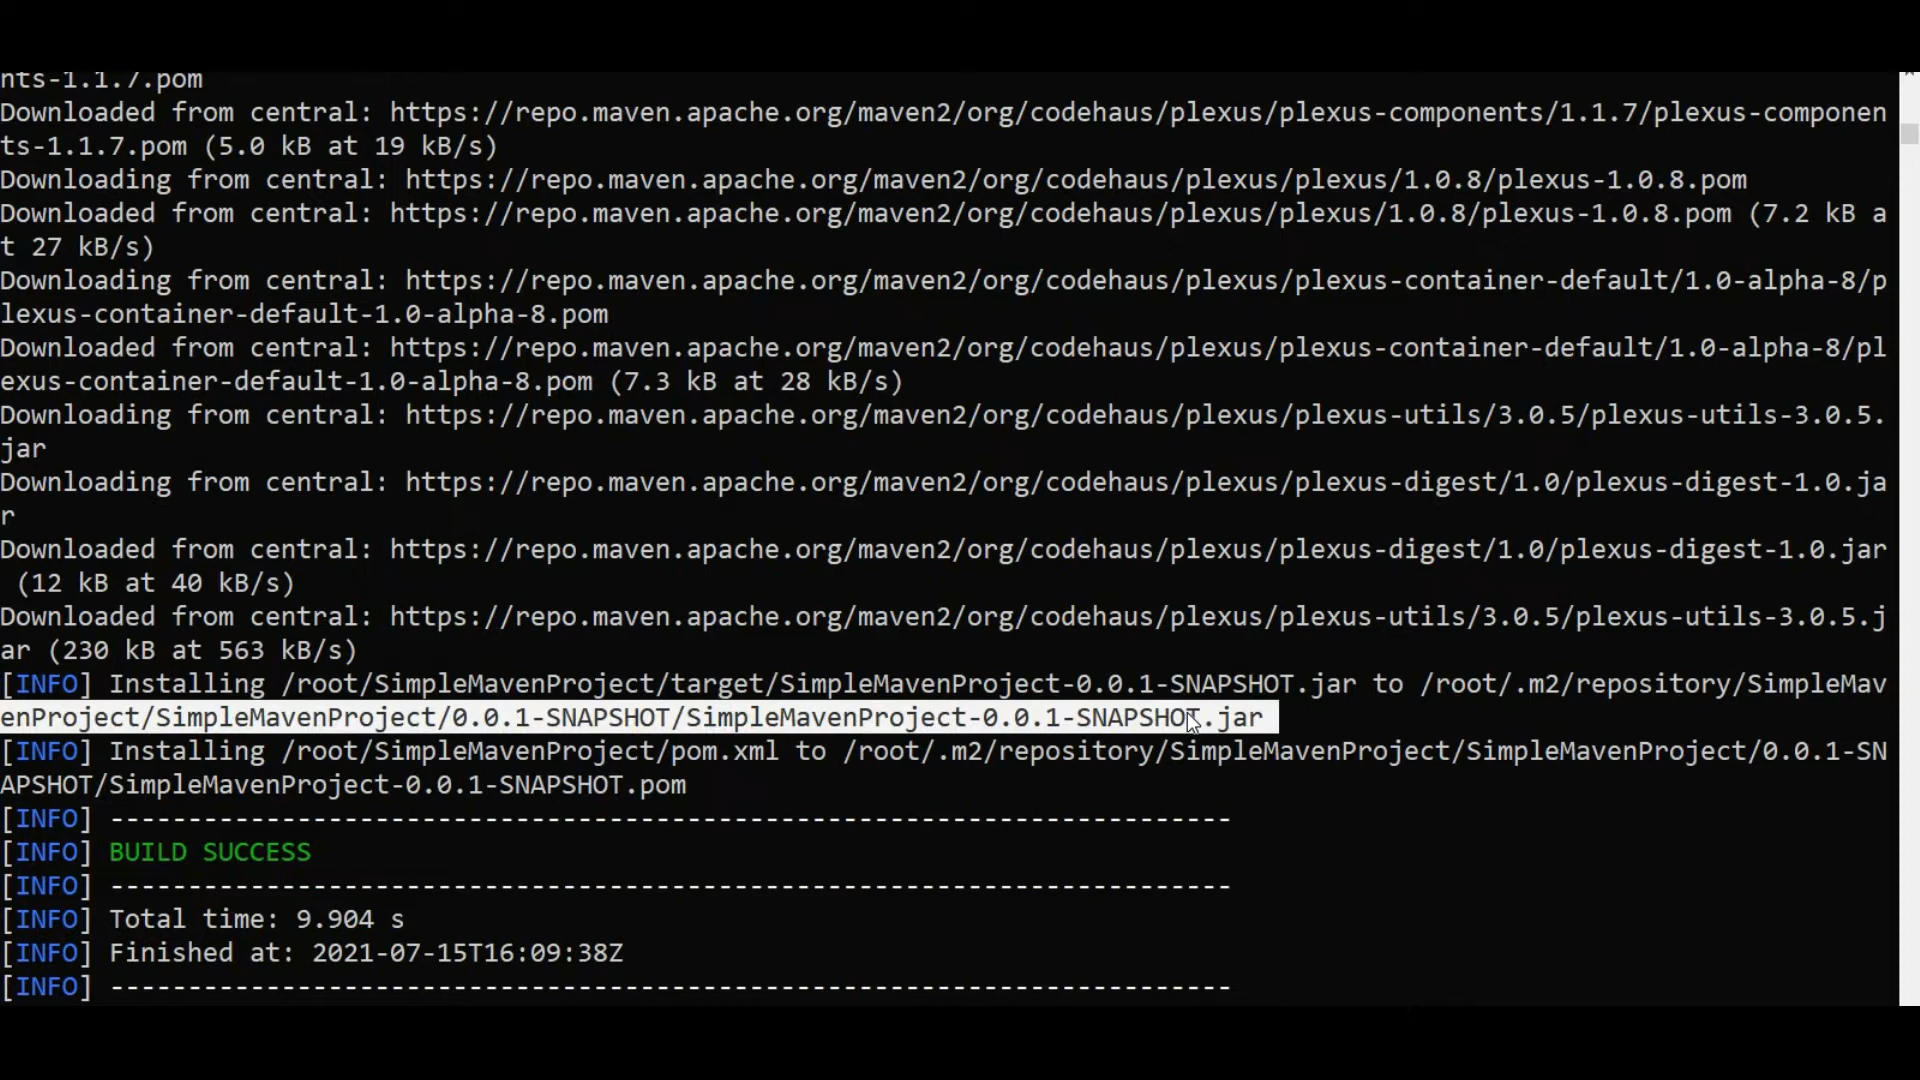 nts-1.1.7.pom
Downloaded from central: https://repo.maven.apache.org/maven2/org/codehaus/plexus/plexus-components/1.1.7/plexus-componen
ts-1.1.7.pom (5.0 kB at 19 kB/s)
Downloading from central: https://repo.maven.apache.org/maven2/org/codehaus/plexus/plexus/1.0.8/plexus-1.0.8.pom
Downloaded from central: https://repo.maven.apache.org/maven2/org/codehaus/plexus/plexus/1.0.8/plexus-1.0.8.pom (7.2 kB a
t 27 kB/s)
Downloading from central: https://repo.maven.apache.org/maven2/org/codehaus/plexus/plexus-container-default/1.0-alpha-8/p
lexus-container-default-1.0-alpha-8.pom
Downloaded from central: https://repo.maven.apache.org/maven2/org/codehaus/plexus/plexus-container-default/1.0-alpha-8/pl
exus-container-default-1.0-alpha-8.pom (7.3 kB at 28 kB/s)
Downloading from central: https://repo.maven.apache.org/maven2/org/codehaus/plexus/plexus-utils/3.0.5/plexus-utils-3.0.5.
jar
Downloading from central: https://repo.maven.apache.org/maven2/org/codehaus/plexus/plexus-digest/1.0/plexus-digest-1.0.ja
r
Downloaded from central: https://repo.maven.apache.org/maven2/org/codehaus/plexus/plexus-digest/1.0/plexus-digest-1.0.jar
 (12 kB at 40 kB/s)
Downloaded from central: https://repo.maven.apache.org/maven2/org/codehaus/plexus/plexus-utils/3.0.5/plexus-utils-3.0.5.j
ar (230 kB at 563 kB/s)
[INFO] Installing /root/SimpleMavenProject/target/SimpleMavenProject-0.0.1-SNAPSHOT.jar to /root/.m2/repository/SimpleMav
enProject/SimpleMavenProject/0.0.1-SNAPSHOT/SimpleMavenProject-0.0.1-SNAPSHOT.jar
[INFO] Installing /root/SimpleMavenProject/pom.xml to /root/.m2/repository/SimpleMavenProject/SimpleMavenProject/0.0.1-SN
APSHOT/SimpleMavenProject-0.0.1-SNAPSHOT.pom
[INFO] ------------------------------------------------------------------------
[INFO] BUILD SUCCESS
[INFO] ------------------------------------------------------------------------
[INFO] Total time: 9.904 s
[INFO] Finished at: 2021-07-15T16:09:38Z
[INFO] ------------------------------------------------------------------------